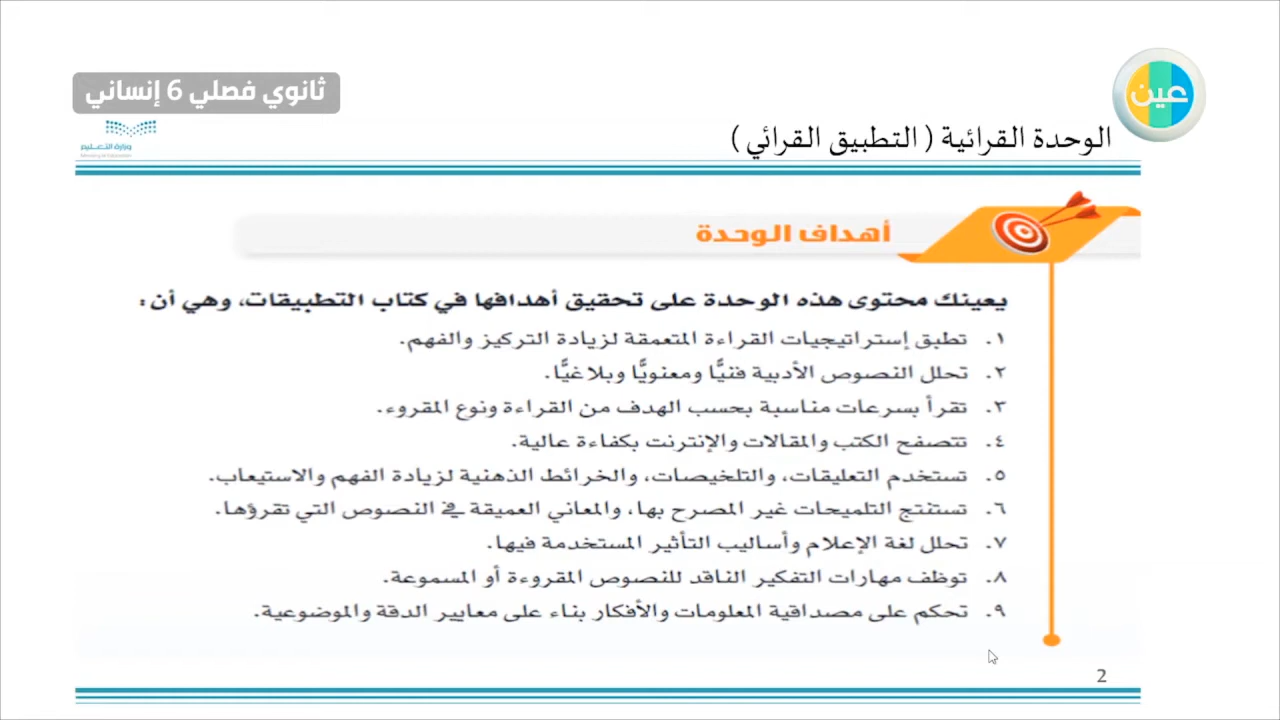 ثانوي فصلي 6 إنساني
عين
وزارة التعليم
Ministry of Education
الوحدة القرائية ( التطبيق القرائي )
أهداف الوحدة
يعينك محتوى هذه الوحدة على تحقيق أهدافها في كتاب التطبيقات، وهي أن:
١. تطبق إستراتيجيات القراءة المتعمقة لزيادة التركيز والفهم.
٢. تحلل النصوص الأدبية فنيًّا ومعنويًّا وبلاغيًّا.
٣. تقرأ بسرعات مناسبة بحسب الهدف من القراءة ونوع المقروء.
٤. تتصفح الكتب والمقالات والإنترنت بكفاءة عالية.
٥. تستخدم التعليقات، والتلخيصات، والخرائط الذهنية لزيادة الفهم والاستيعاب.
٦. تستنتج التلميحات غير المصرح بها، والمعاني العميقة في النصوص التي تقرؤها.
٧. تحلل لغة الإعلام وأساليب التأثير المستخدمة فيها.
٨. توظف مهارات التفكير الناقد للنصوص المقروءة أو المسموعة.
٩. تحكم على مصداقية المعلومات والأفكار بناء على معايير الدقة والموضوعية.
2